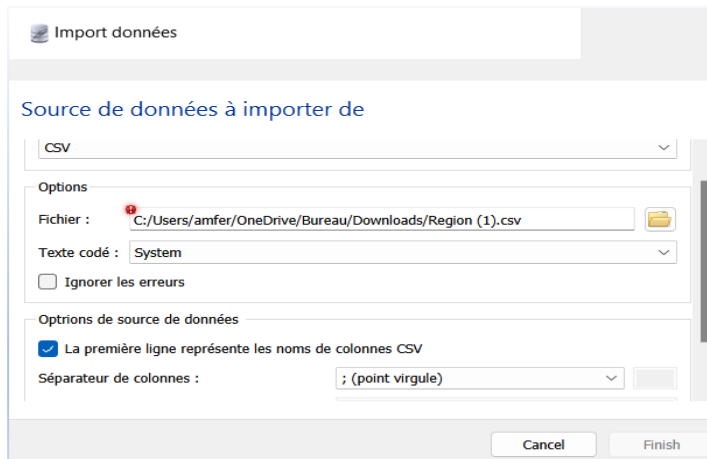 Import données
Source de données à importer de
CSV
Options
Fichier : C:/Users/amfer/OneDrive/Bureau/Downloads/Region (1).csv
Texte codé : System
Ignorer les erreurs
Optrions de source de données
La première ligne représente les noms de colonnes CSV
Séparateur de colonnes : ; (point virgule)
Cancel Finish